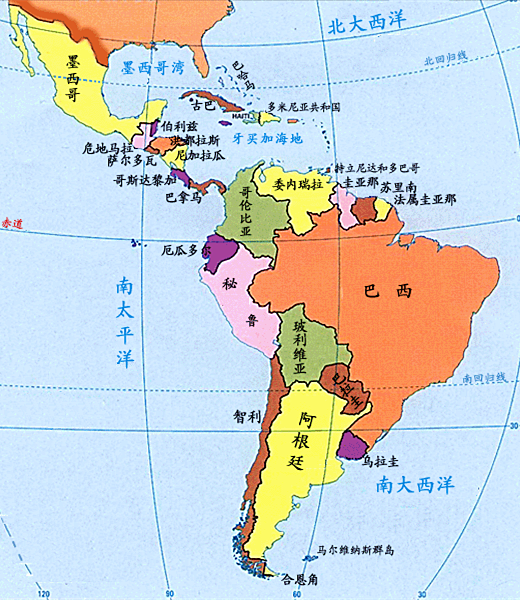 北大西洋
北回归线
墨西哥
墨西哥湾
巴哈马
古巴
多米尼亚共和国
HAITI
牙买加海地
伯利兹
洪都拉斯
危地马拉
萨尔多瓦
尼加拉瓜
哥斯达黎加
巴拿马
特立尼达和多巴哥
委内瑞拉
圭亚那
苏里南
法属圭亚那
哥伦比亚
赤道
0
厄瓜多尔
秘鲁
巴西
南太平洋
玻利维亚
巴拉圭
南回归线
智利
阿根廷
30
乌拉圭
南大西洋
马尔维纳斯群岛
合恩角
120
90
60
30